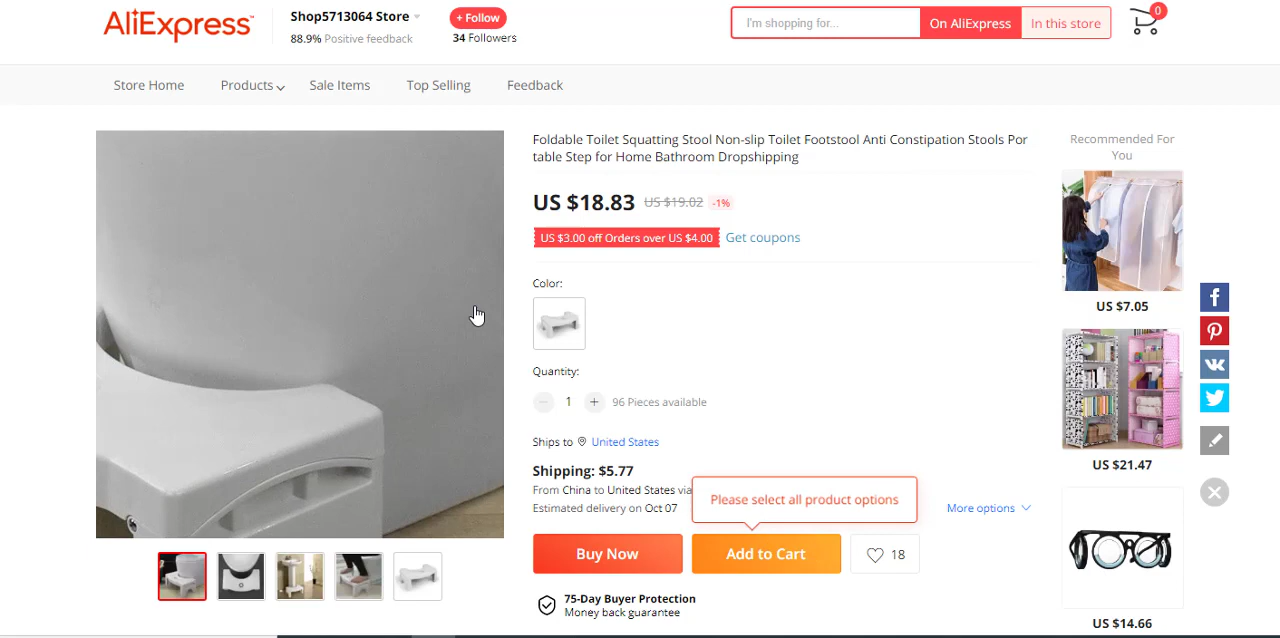 AliExpress
Shop5713064 Store
88.9% Positive feedback
+ Follow
34 Followers
I'm shopping for...
On AliExpress
In this store
0
Store Home
Products
Sale Items
Top Selling
Feedback
Foldable Toilet Squatting Stool Non-slip Toilet Footstool Anti Constipation Stools Por
table Step for Home Bathroom Dropshipping
US $18.83 US $19.02 -1%
US $3.00 off Orders over US $4.00 Get coupons
Color:
Quantity:
1 96 Pieces available
Ships to United States
Shipping: $5.77
From China to United States via
Estimated delivery on Oct 07
Please select all product options
More options
Buy Now
Add to Cart
18
75-Day Buyer Protection
Money back guarantee
Recommended For
You
US $7.05
US $21.47
US $14.66